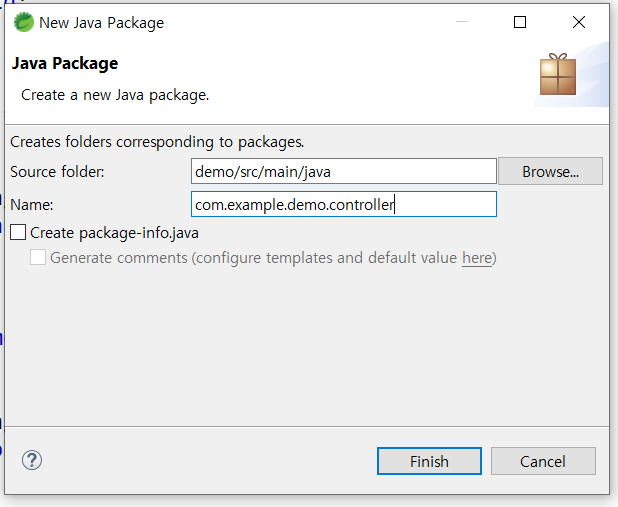 New Java Package
Java Package
Create a new Java package.
Creates folders corresponding to packages.
Source folder: demo/src/main/java Browse...
Name: com.example.demo.controller
Create package-info.java
Generate comments (configure templates and default value here)
Finish Cancel